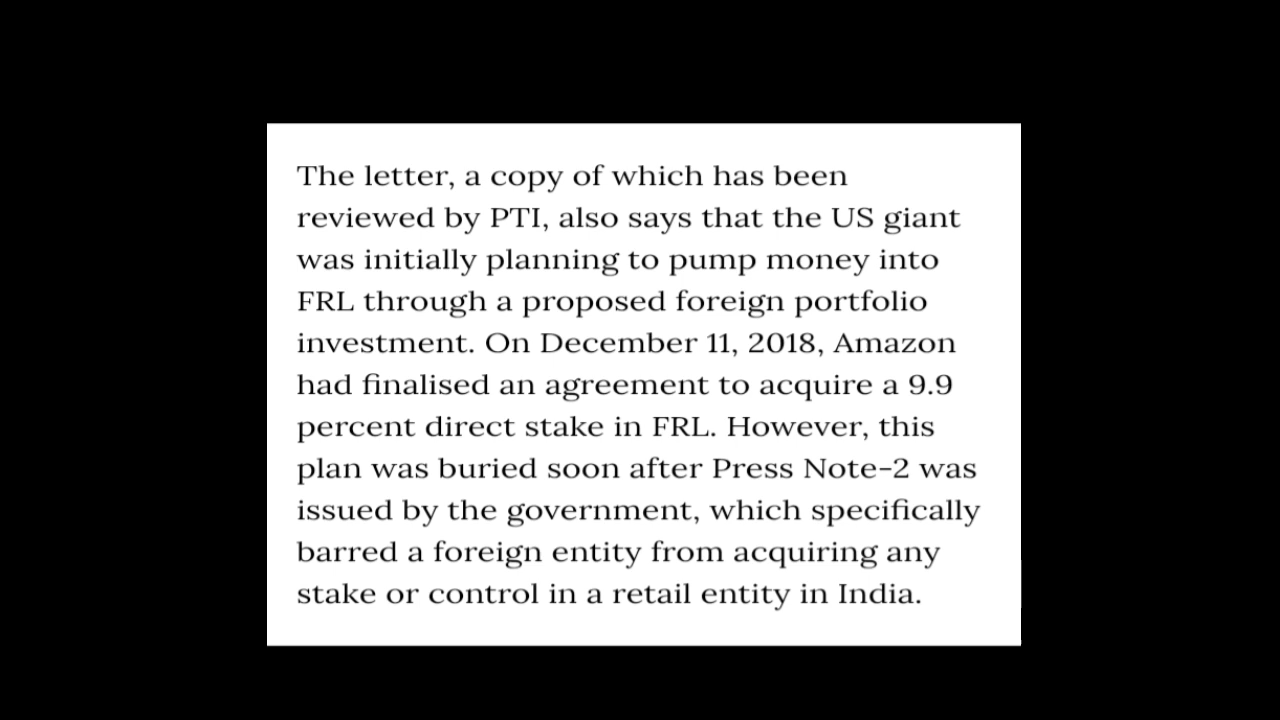 The letter, a copy of which has been
reviewed by PTI, also says that the US giant
was initially planning to pump money into
FRL through a proposed foreign portfolio
investment. On December 11, 2018, Amazon
had finalised an agreement to acquire a 9.9
percent direct stake in FRL. However, this
plan was buried soon after Press Note-2 was
issued by the government, which specifically
barred a foreign entity from acquiring any
stake or control in a retail entity in India.